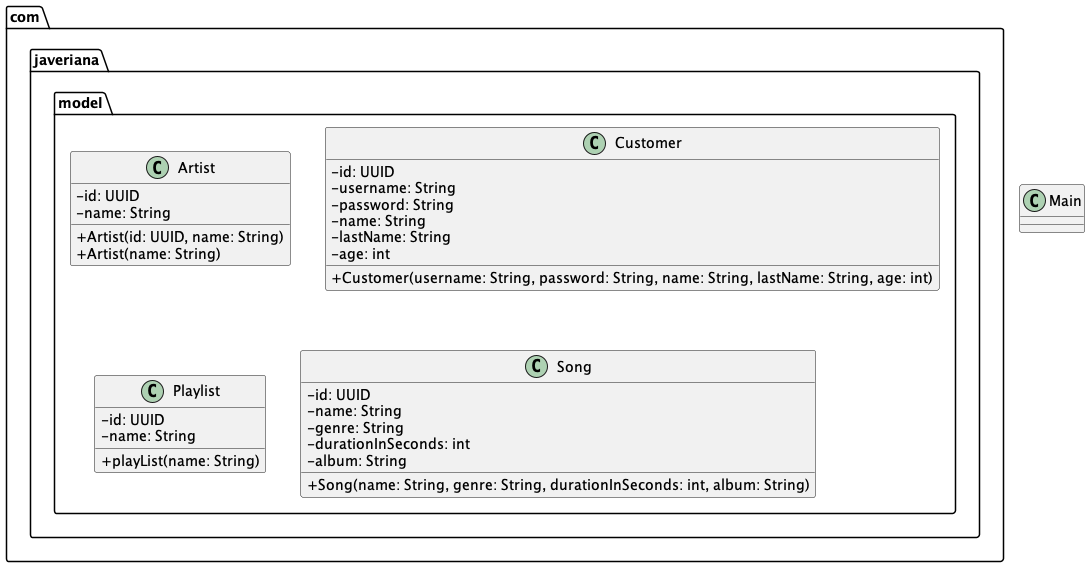 com
javeriana
model
C Artist
-id: UUID
-name: String
+Artist(id: UUID, name: String)
+Artist(name: String)
C Customer
-id: UUID
-username: String
-password: String
-name: String
-lastName: String
-age: int
+Customer(username: String, password: String, name: String, lastName: String, age: int)
C Main
C Playlist
-id: UUID
-name: String
+playList(name: String)
C Song
-id: UUID
-name: String
-genre: String
-durationInSeconds: int
-album: String
+Song(name: String, genre: String, durationInSeconds: int, album: String)